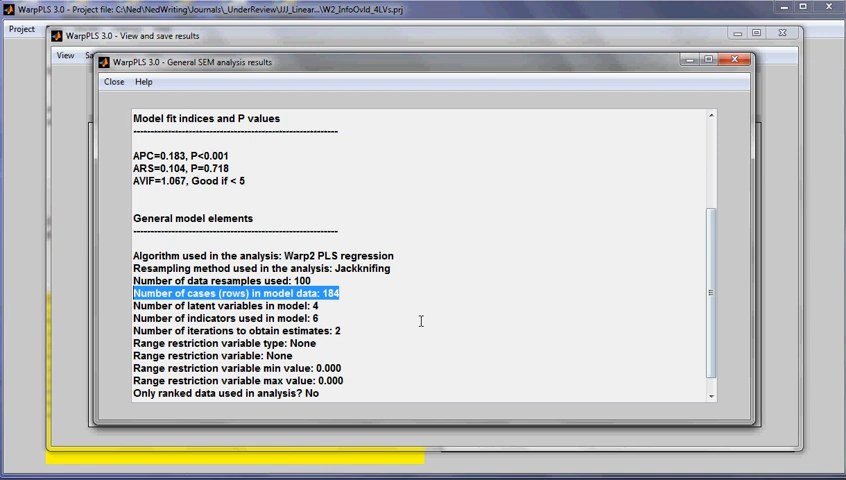 WarpPLS 3.0 - Project file: C:\Ned\NedWriting\Journals\_UnderReview\IJJ_Linear...\W2_InfoOvld_4LVs.prj
Project
WarpPLS 3.0 - View and save results
View Sa
WarpPLS 3.0 - General SEM analysis results
Close Help
Model fit indices and P values
--------------------------------------------------
APC=0.183, P<0.001
ARS=0.104, P=0.718
AVIF=1.067, Good if < 5
General model elements
--------------------------------------------------
Algorithm used in the analysis: Warp2 PLS regression
Resampling method used in the analysis: Jackknifing
Number of data resamples used: 100
Number of cases (rows) in model data: 184
Number of latent variables in model: 4
Number of indicators used in model: 6
Number of iterations to obtain estimates: 2
Range restriction variable type: None
Range restriction variable: None
Range restriction variable min value: 0.000
Range restriction variable max value: 0.000
Only ranked data used in analysis? No